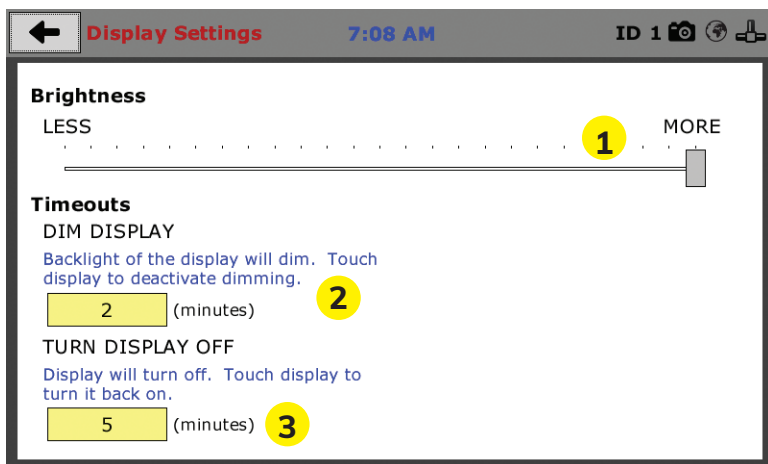 Display Settings 7:08 AM ID 1
Brightness
LESS MORE
1
Timeouts
DIM DISPLAY
Backlight of the display will dim. Touch
display to deactivate dimming.
2
2 (minutes)
TURN DISPLAY OFF
Display will turn off. Touch display to
turn it back on.
5 (minutes) 3